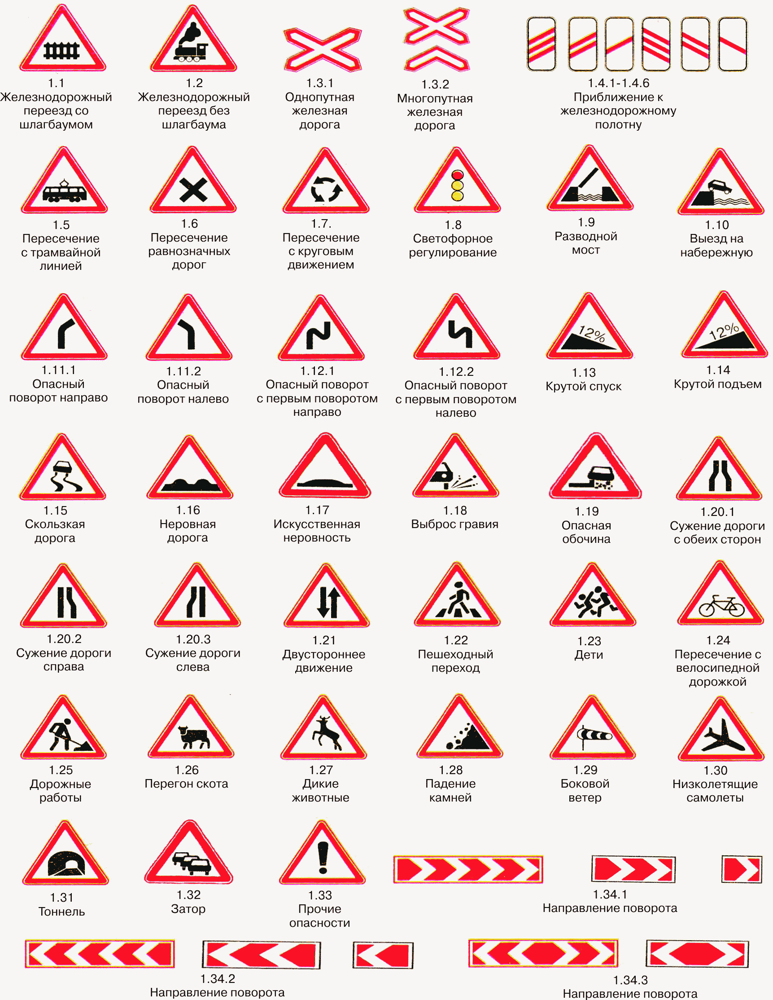 1.1
Железнодорожный
переезд со
шлагбаумом
1.2
Железнодорожный
переезд без
шлагбаума
1.3.1
Однопутная
железная
дорога
1.3.2
Многопутная
железная
дорога
1.4.1-1.4.6
Приближение к
железнодорожному
полотну
1.5
Пересечение
с трамвайной
линией
1.6
Пересечение
равнозначных
дорог
1.7.
Пересечение
с круговым
движением
1.8
Светофорное
регулирование
1.9
Разводной
мост
1.10
Выезд на
набережную
1.11.1
Опасный
поворот направо
1.11.2
Опасный
поворот налево
1.12.1
Опасный поворот
с первым поворотом
направо
1.12.2
Опасный поворот
с первым поворотом
налево
12%
1.13
Крутой спуск
12%
1.14
Крутой подъем
1.15
Скользкая
дорога
1.16
Неровная
дорога
1.17
Искусственная
неровность
1.18
Выброс гравия
1.19
Опасная
обочина
1.20.1
Сужение дороги
с обеих сторон
1.20.2
Сужение дороги
справа
1.20.3
Сужение дороги
слева
1.21
Двустороннее
движение
1.22
Пешеходный
переход
1.23
Дети
1.24
Пересечение с
велосипедной
дорожкой
1.25
Дорожные
работы
1.26
Перегон скота
1.27
Дикие
животные
1.28
Падение
камней
1.29
Боковой
ветер
1.30
Низколетящие
самолеты
1.31
Тоннель
1.32
Затор
1.33
Прочие
опасности
1.34.1
Направление поворота
1.34.2
Направление поворота
1.34.3
Направление поворота